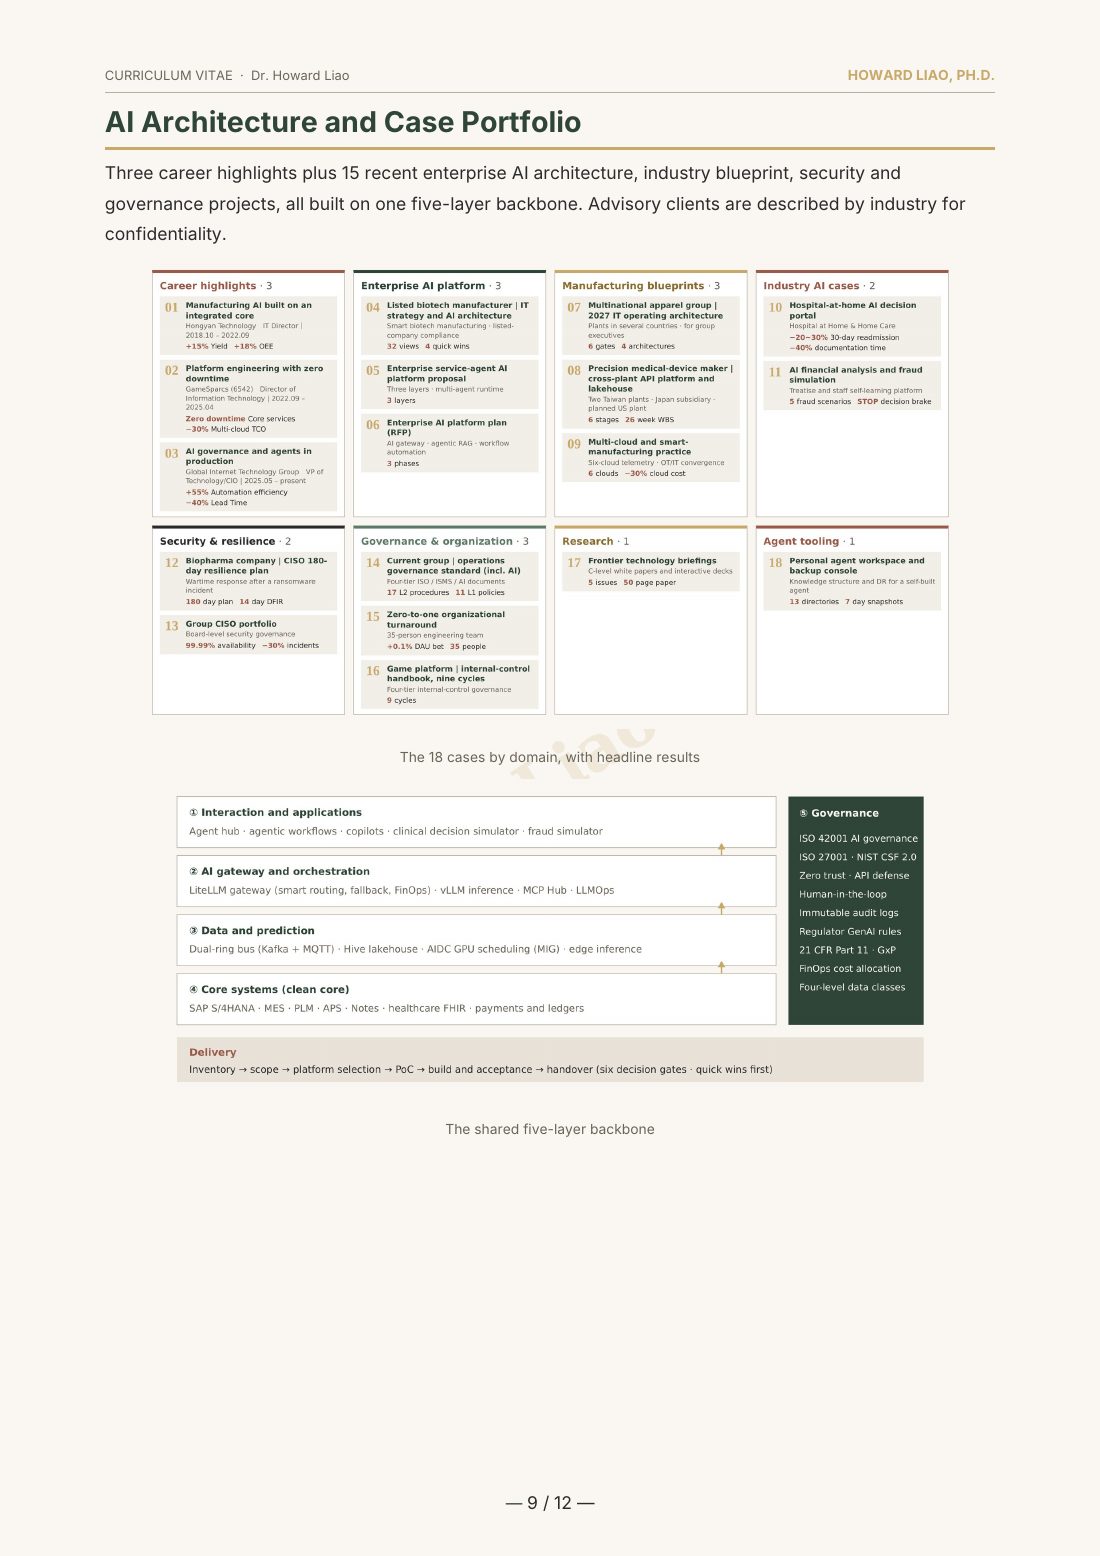 CURRICULUM VITAE · Dr. Howard Liao
HOWARD LIAO, PH.D.
AI Architecture and Case Portfolio
Three career highlights plus 15 recent enterprise AI architecture, industry blueprint, security and
governance projects, all built on one five-layer backbone. Advisory clients are described by industry for
confidentiality.
Career highlights · 3
01 Manufacturing AI built on an
integrated core
Hongyan Technology IT Director |
2018.10 – 2022.09
+15% Yield +18% OEE
02 Platform engineering with zero
downtime
GameSparcs (6542) Director of
Information Technology | 2022.09 –
2025.04
Zero downtime Core services
−30% Multi-cloud TCO
03 AI governance and agents in
production
Global Internet Technology Group VP of
Technology/CIO | 2025.05 – present
+55% Automation efficiency
−40% Lead Time
Enterprise AI platform · 3
04 Listed biotech manufacturer | IT
strategy and AI architecture
Smart biotech manufacturing · listed-
company compliance
32 views 4 quick wins
05 Enterprise service-agent AI
platform proposal
Three layers · multi-agent runtime
3 layers
06 Enterprise AI platform plan
(RFP)
AI gateway · agentic RAG · workflow
automation
3 phases
Manufacturing blueprints · 3
07 Multinational apparel group |
2027 IT operating architecture
Plants in several countries · for group
executives
6 gates 4 architectures
08 Precision medical-device maker |
cross-plant API platform and
lakehouse
Two Taiwan plants · Japan subsidiary ·
planned US plant
6 stages 26 week WBS
09 Multi-cloud and smart-
manufacturing practice
Six-cloud telemetry · OT/IT convergence
6 clouds −30% cloud cost
Industry AI cases · 2
10 Hospital-at-home AI decision
portal
Hospital at Home & Home Care
−20~30% 30-day readmission
−40% documentation time
11 AI financial analysis and fraud
simulation
Treatise and staff self-learning platform
5 fraud scenarios STOP decision brake
Security & resilience · 2
12 Biopharma company | CISO 180-
day resilience plan
Wartime response after a ransomware
incident
180 day plan 14 day DFIR
13 Group CISO portfolio
Board-level security governance
99.99% availability −30% incidents
Governance & organization · 3
14 Current group | operations
governance standard (incl. AI)
Four-tier ISO / ISMS / AI documents
17 L2 procedures 11 L1 policies
15 Zero-to-one organizational
turnaround
35-person engineering team
+0.1% DAU bet 35 people
16 Game platform | internal-control
handbook, nine cycles
Four-tier internal-control governance
9 cycles
Research · 1
17 Frontier technology briefings
C-level white papers and interactive decks
5 issues 50 page paper
Agent tooling · 1
18 Personal agent workspace and
backup console
Knowledge structure and DR for a self-built
agent
13 directories 7 day snapshots
Liao
The 18 cases by domain, with headline results
① Interaction and applications
Agent hub · agentic workflows · copilots · clinical decision simulator · fraud simulator
② AI gateway and orchestration
LiteLLM gateway (smart routing, fallback, FinOps) · vLLM inference · MCP Hub · LLMOps
③ Data and prediction
Dual-ring bus (Kafka + MQTT) · Hive lakehouse · AIDC GPU scheduling (MIG) · edge inference
④ Core systems (clean core)
SAP S/4HANA · MES · PLM · APS · Notes · healthcare FHIR · payments and ledgers
⑤ Governance
ISO 42001 AI governance
ISO 27001 · NIST CSF 2.0
Zero trust · API defense
Human-in-the-loop
Immutable audit logs
Regulator GenAI rules
21 CFR Part 11 · GxP
FinOps cost allocation
Four-level data classes
Delivery
Inventory → scope → platform selection → PoC → build and acceptance → handover (six decision gates · quick wins first)
The shared five-layer backbone
— 9 / 12 —